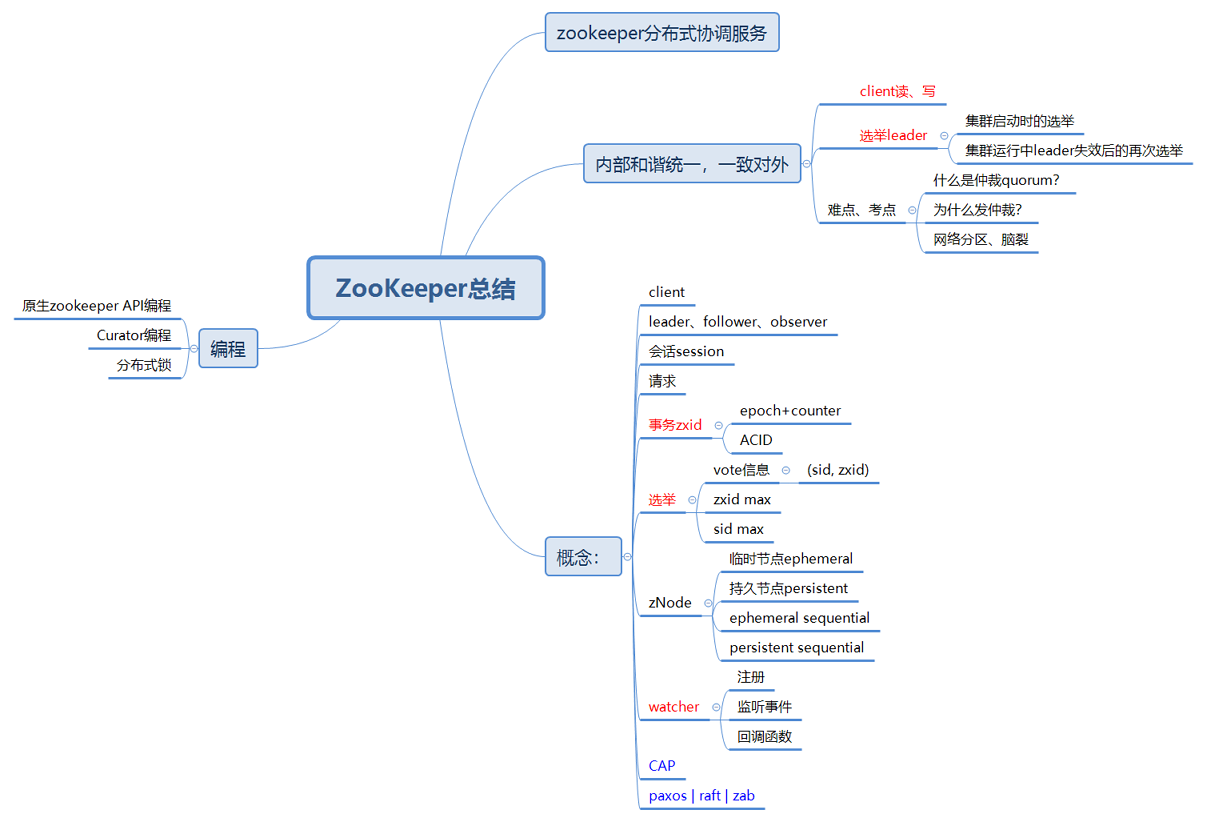 zookeeper分布式协调服务
内部和谐统一，一致对外
client读、写
选举leader
集群启动时的选举
集群运行中leader失效后的再次选举
难点、考点
什么是仲裁quorum?
为什么发仲裁?
网络分区、脑裂
ZooKeeper总结
编程
原生zookeeper API编程
Curator编程
分布式锁
概念：
client
leader、follower、observer
会话session
请求
事务zxid
epoch+counter
ACID
选举
vote信息
(sid, zxid)
zxid max
sid max
zNode
临时节点ephemeral
持久节点persistent
ephemeral sequential
persistent sequential
watcher
注册
监听事件
回调函数
CAP
paxos | raft | zab